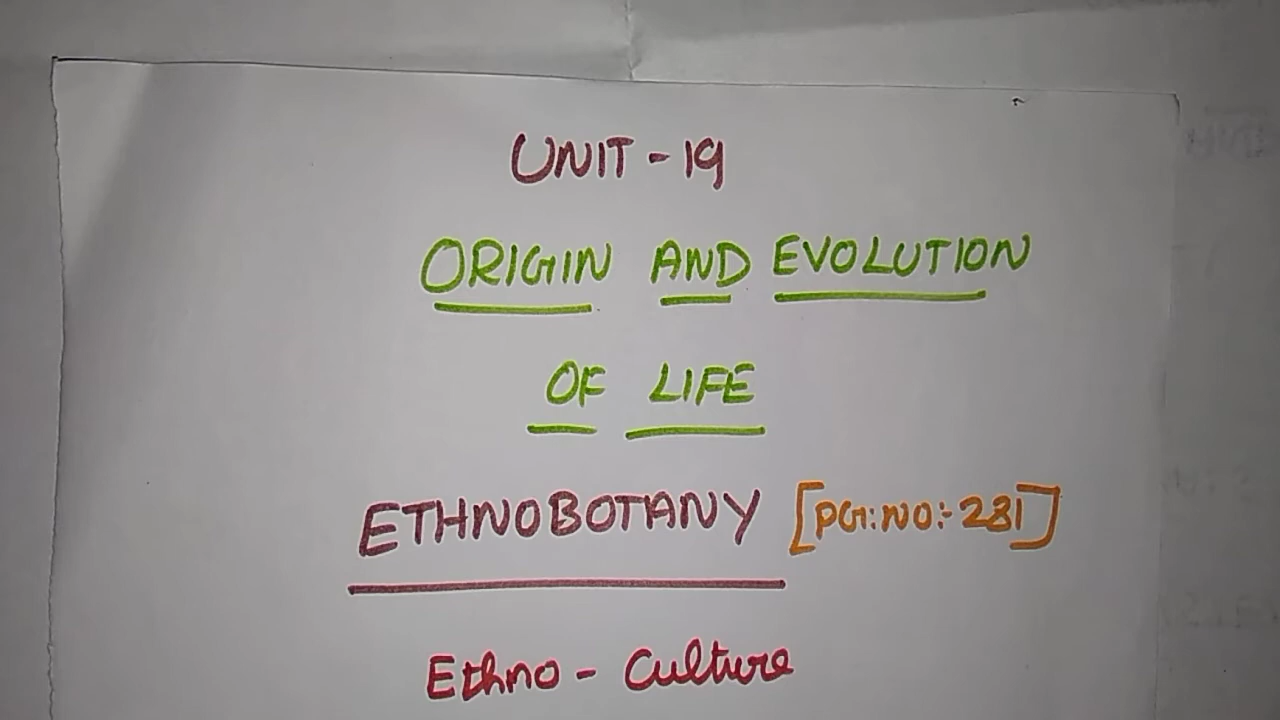 UNIT - 19
ORIGIN AND EVOLUTION
OF LIFE
ETHNOBOTANY [PG:NO:- 281]
Ethno - Culture